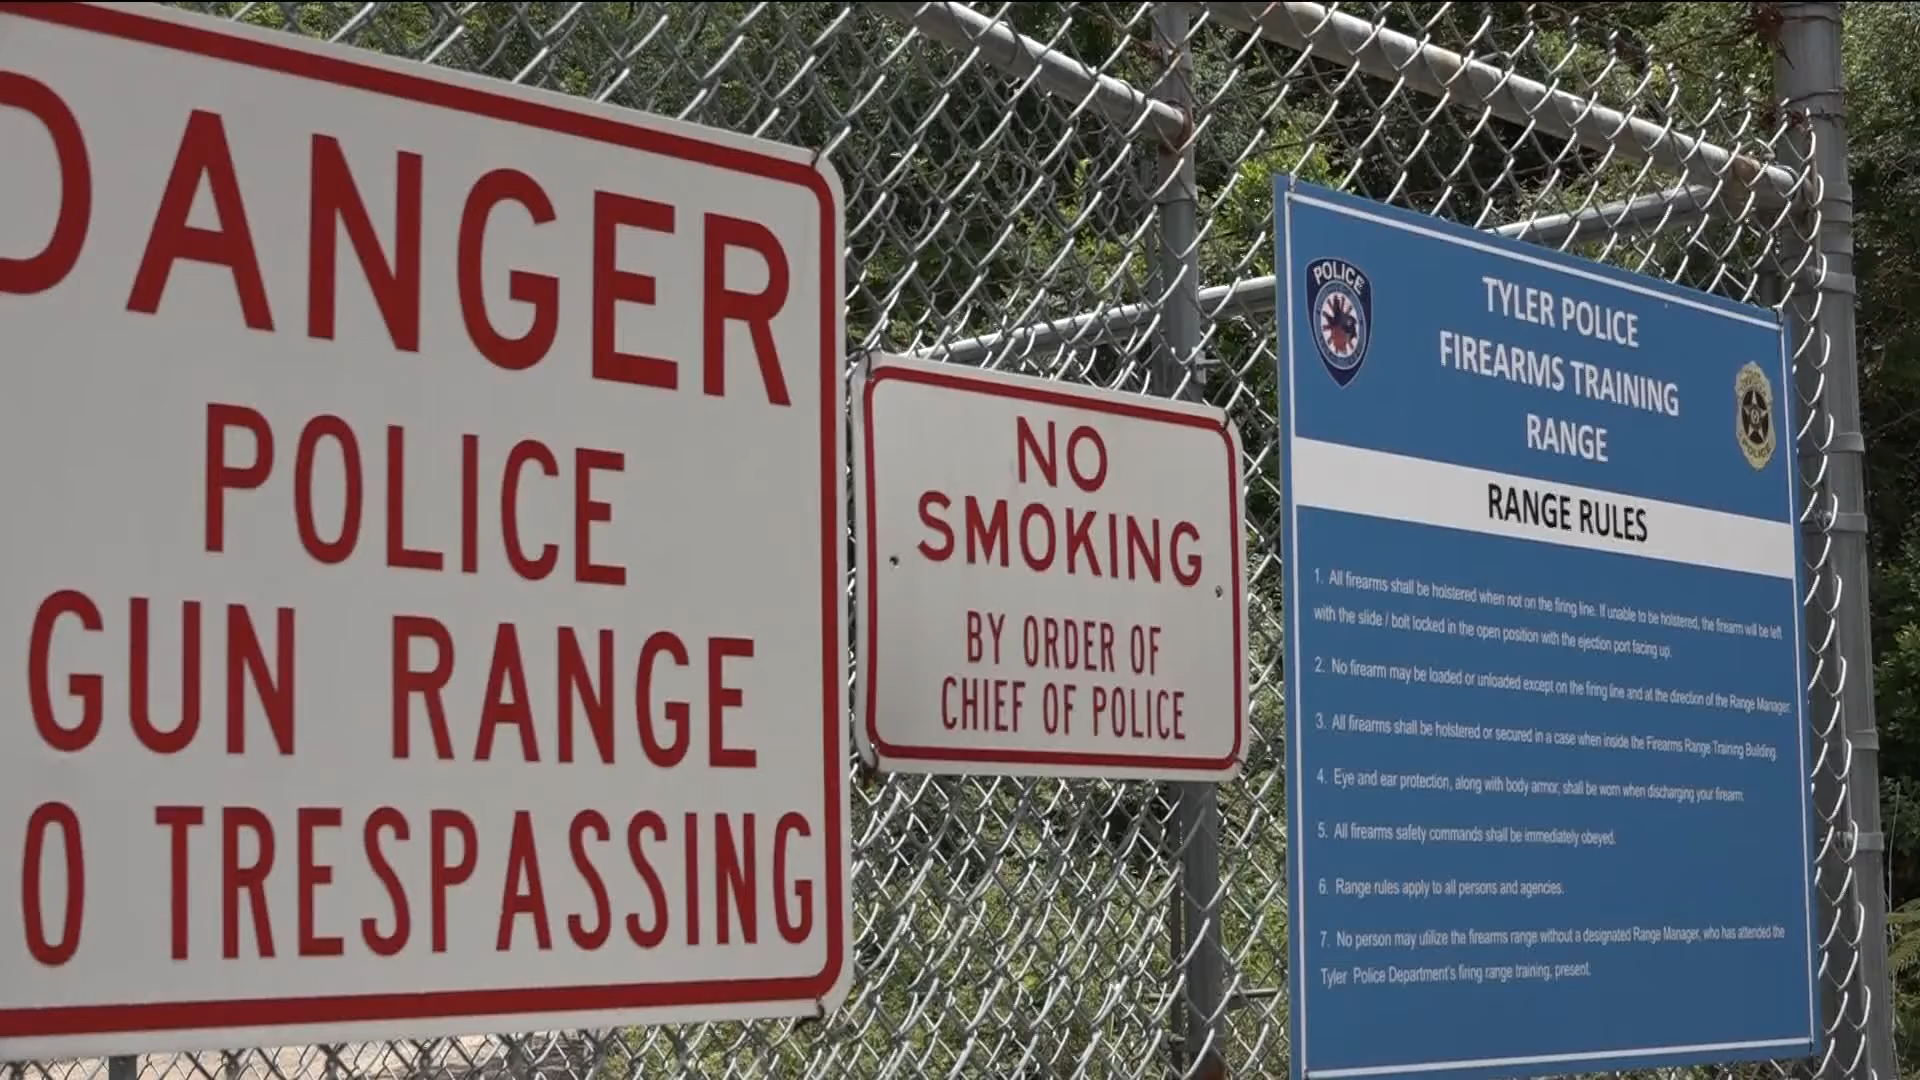 DANGER
POLICE
GUN RANGE
O TRESPASSING
NO
SMOKING
BY ORDER OF
CHIEF OF POLICE
POLICE
TYLER POLICE
FIREARMS TRAINING
RANGE
POLICE
RANGE RULES
1. All firearms shall be holstered when not on the firing line. If unable to be holstered, the firearm will be left
with the slide / bolt locked in the open position with the ejection port facing up.
2. No firearm may be loaded or unloaded except on the firing line and at the direction of the Range Manager.
3. All firearms shall be holstered or secured in a case when inside the Firearms Range Training Building.
4. Eye and ear protection, along with body armor, shall be worn when discharging your firearm.
5. All firearms safety commands shall be immediately obeyed.
6. Range rules apply to all persons and agencies.
7. No person may utilize the firearms range without a designated Range Manager, who has attended the
Tyler Police Department's firing range training, present.